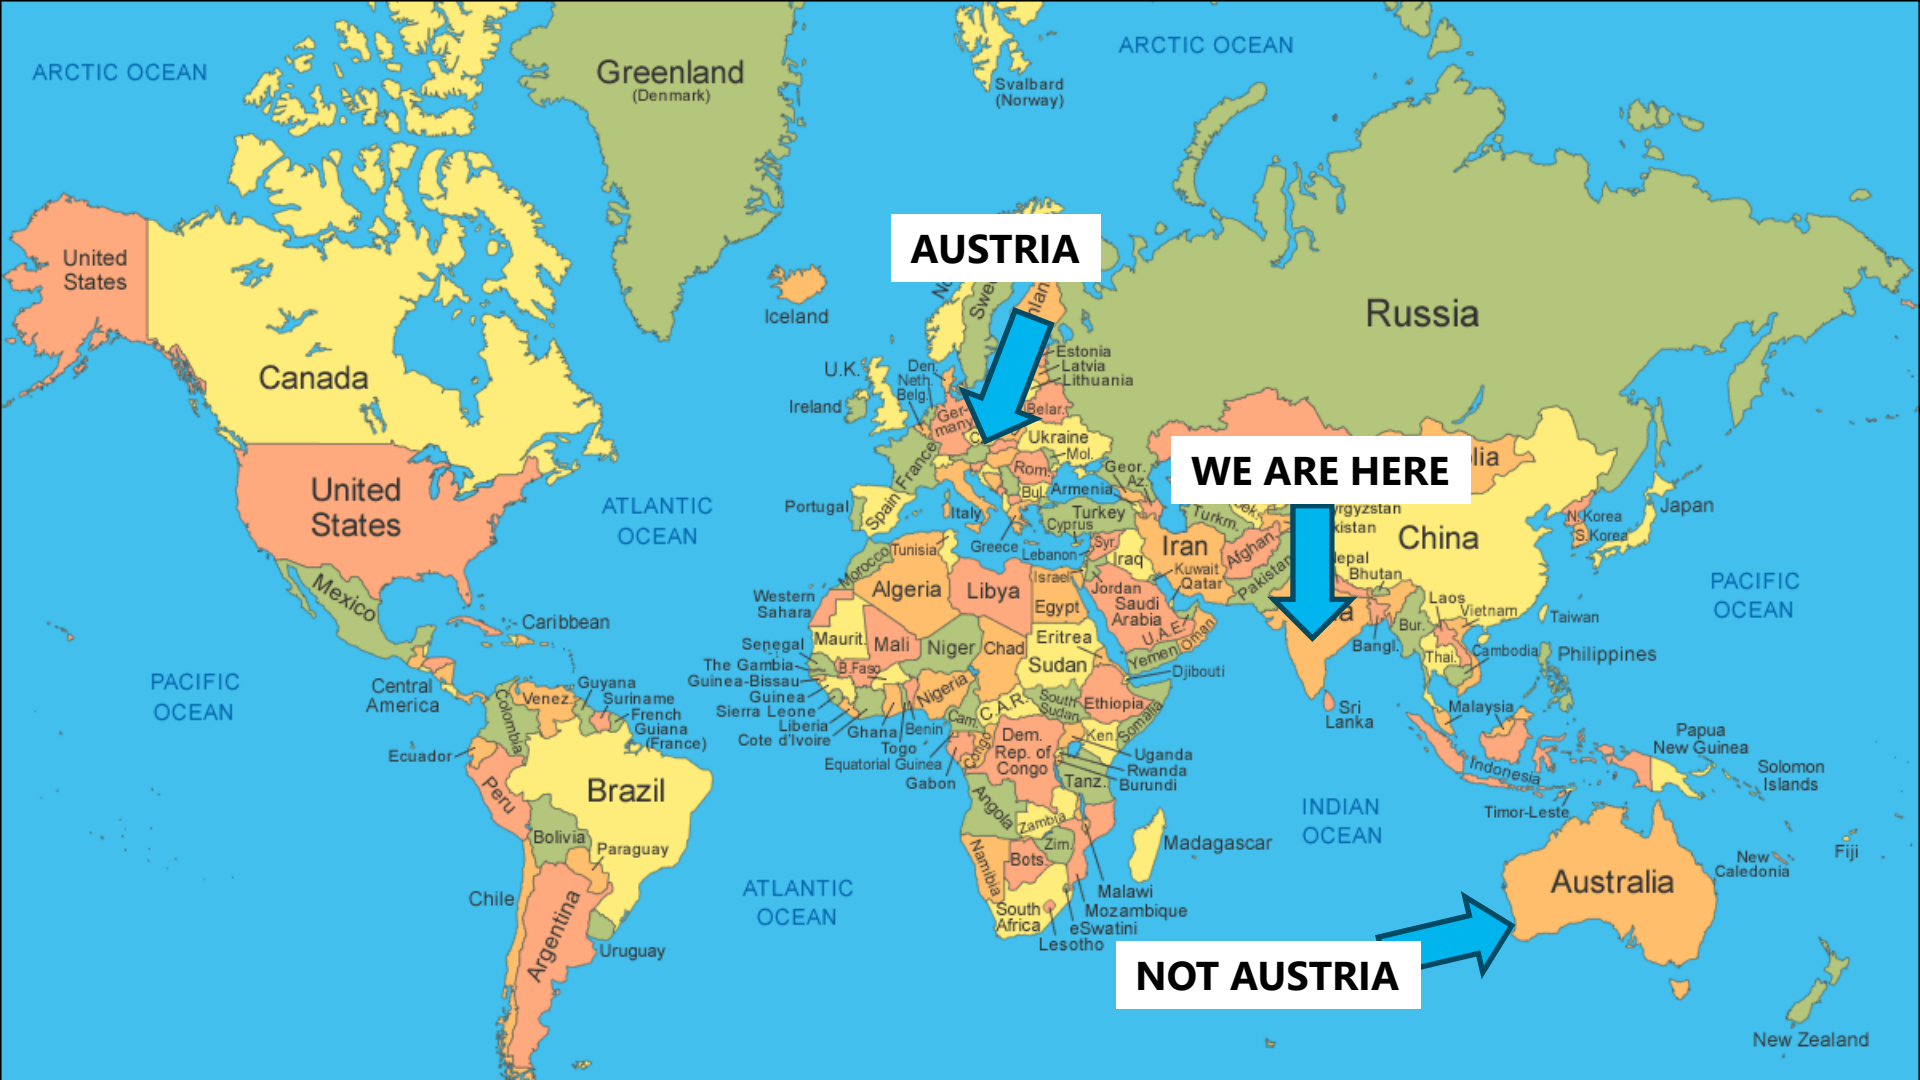 ARCTIC OCEAN
Greenland
(Denmark)
Svalbard
(Norway)
ARCTIC OCEAN
United
States
Canada
Iceland
AUSTRIA
Swe
Russia
U.K.
Ireland
Den.
Neth.
Belg.
Ger-
many
Estonia
Latvia
Lithuania
Belar.
Ukraine
Mol.
Rom.
Bul.
France
Spain
Portugal
Italy
Greece
Geor.
Az.
Armenia
Turkey
Cyprus
Lebanon
Israel
Syr.
Iraq
Jordan
Iran
Kuwait
Qatar
Saudi
Arabia
U.A.E.
Oman
Yemen
Turkm.
Afghan.
Pakistan
WE ARE HERE
lia
yrgyzstan
kistan
China
N.Korea
S.Korea
Japan
epal
Bhutan
a
Bangl.
Bur.
Laos
Vietnam
Thai.
Cambodia
Taiwan
Philippines
Sri
Lanka
Malaysia
Indonesia
Timor-Leste
Papua
New Guinea
Solomon
Islands
PACIFIC
OCEAN
United
States
ATLANTIC
OCEAN
Mexico
Caribbean
Central
America
PACIFIC
OCEAN
Venez.
Guyana
Suriname
French
Guiana
(France)
Colombia
Ecuador
Peru
Brazil
Bolivia
Paraguay
Chile
Argentina
Uruguay
Morocco
Tunisia
Algeria
Libya
Egypt
Western
Sahara
Maurit.
Mali
Niger
Chad
Eritrea
Sudan
Djibouti
Senegal
The Gambia
Guinea-Bissau
Guinea
Sierra Leone
Liberia
Cote d'Ivoire
B.Faso
Ghana
Togo
Benin
Nigeria
Equatorial Guinea
Gabon
Cam.
C.A.R.
South
Sudan
Ethiopia
Somalia
Congo
Dem.
Rep. of
Congo
Ken.
Uganda
Rwanda
Burundi
Tanz.
Angola
Zambia
Malawi
Mozambique
Zim.
Bots.
Namibia
South
Africa
eSwatini
Lesotho
Madagascar
ATLANTIC
OCEAN
INDIAN
OCEAN
Australia
New
Caledonia
Fiji
NOT AUSTRIA
New Zealand